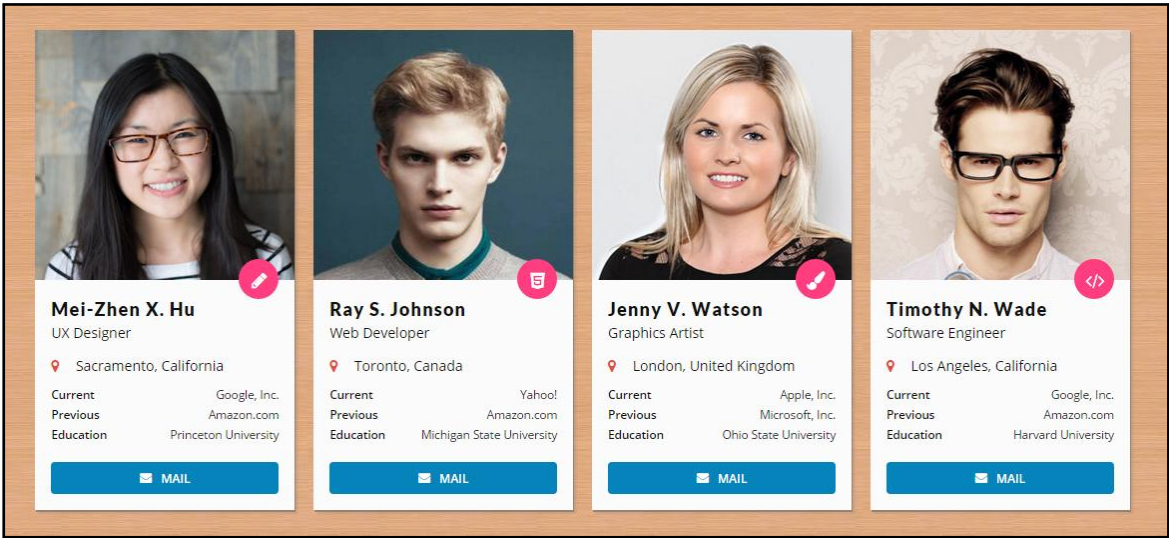 Mei-Zhen X. Hu
UX Designer
Sacramento, California
Current Google, Inc.
Previous Amazon.com
Education Princeton University
MAIL
Ray S. Johnson
Web Developer
Toronto, Canada
Current Yahoo!
Previous Amazon.com
Education Michigan State University
MAIL
Jenny V. Watson
Graphics Artist
London, United Kingdom
Current Apple, Inc.
Previous Microsoft, Inc.
Education Ohio State University
MAIL
Timothy N. Wade
Software Engineer
Los Angeles, California
Current Google, Inc.
Previous Amazon.com
Education Harvard University
MAIL